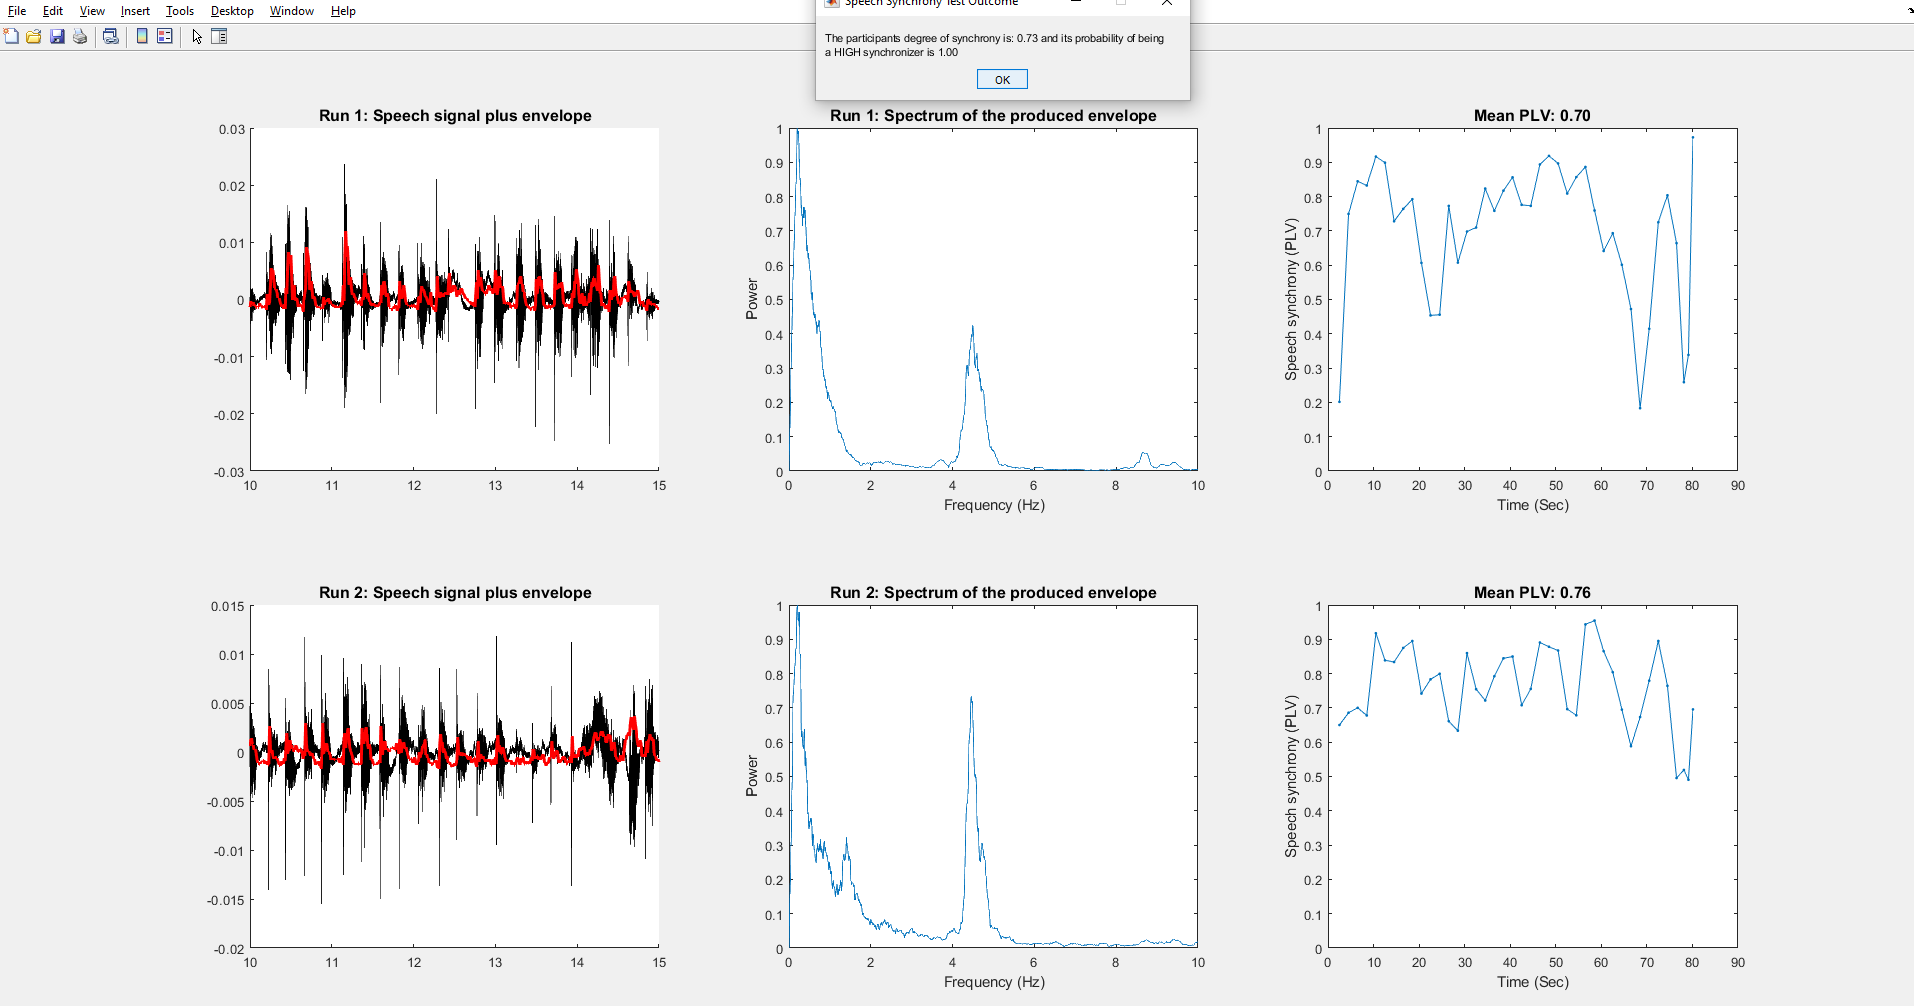 File Edit View Insert Tools Desktop Window Help
Speech Synchrony Test Outcome
The participants degree of synchrony is: 0.73 and its probability of being
a HIGH synchronizer is 1.00
OK
Run 1: Speech signal plus envelope
0.03
0.02
0.01
0
-0.01
-0.02
-0.03
10 11 12 13 14 15
Run 1: Spectrum of the produced envelope
Power
1
0.9
0.8
0.7
0.6
0.5
0.4
0.3
0.2
0.1
0
0 2 4 6 8 10
Frequency (Hz)
Mean PLV: 0.70
Speech synchrony (PLV)
1
0.9
0.8
0.7
0.6
0.5
0.4
0.3
0.2
0.1
0
0 10 20 30 40 50 60 70 80 90
Time (Sec)
Run 2: Speech signal plus envelope
0.015
0.01
0.005
0
-0.005
-0.01
-0.015
-0.02
10 11 12 13 14 15
Run 2: Spectrum of the produced envelope
Power
1
0.9
0.8
0.7
0.6
0.5
0.4
0.3
0.2
0.1
0
0 2 4 6 8 10
Frequency (Hz)
Mean PLV: 0.76
Speech synchrony (PLV)
1
0.9
0.8
0.7
0.6
0.5
0.4
0.3
0.2
0.1
0
0 10 20 30 40 50 60 70 80 90
Time (Sec)